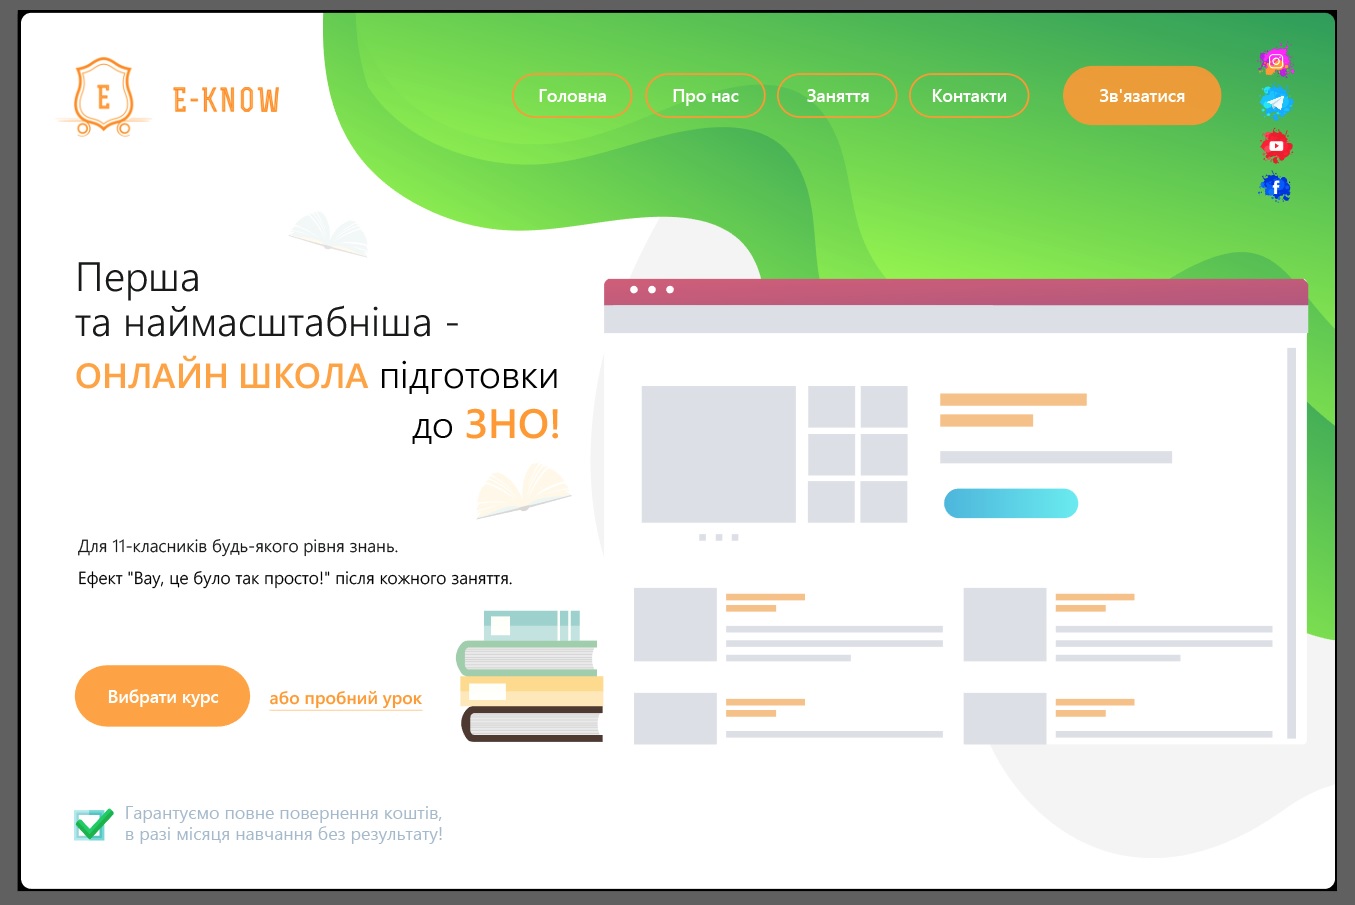 E
E-KNOW
Головна
Про нас
Заняття
Контакти
Зв'язатися
Перша
та наймасштабніша -
ОНЛАЙН ШКОЛА підготовки
до ЗНО!
Для 11-класників будь-якого рівня знань.
Ефект "Вау, це було так просто!" після кожного заняття.
Вибрати курс
або пробний урок
Гарантуємо повне повернення коштів,
в разі місяця навчання без результату!